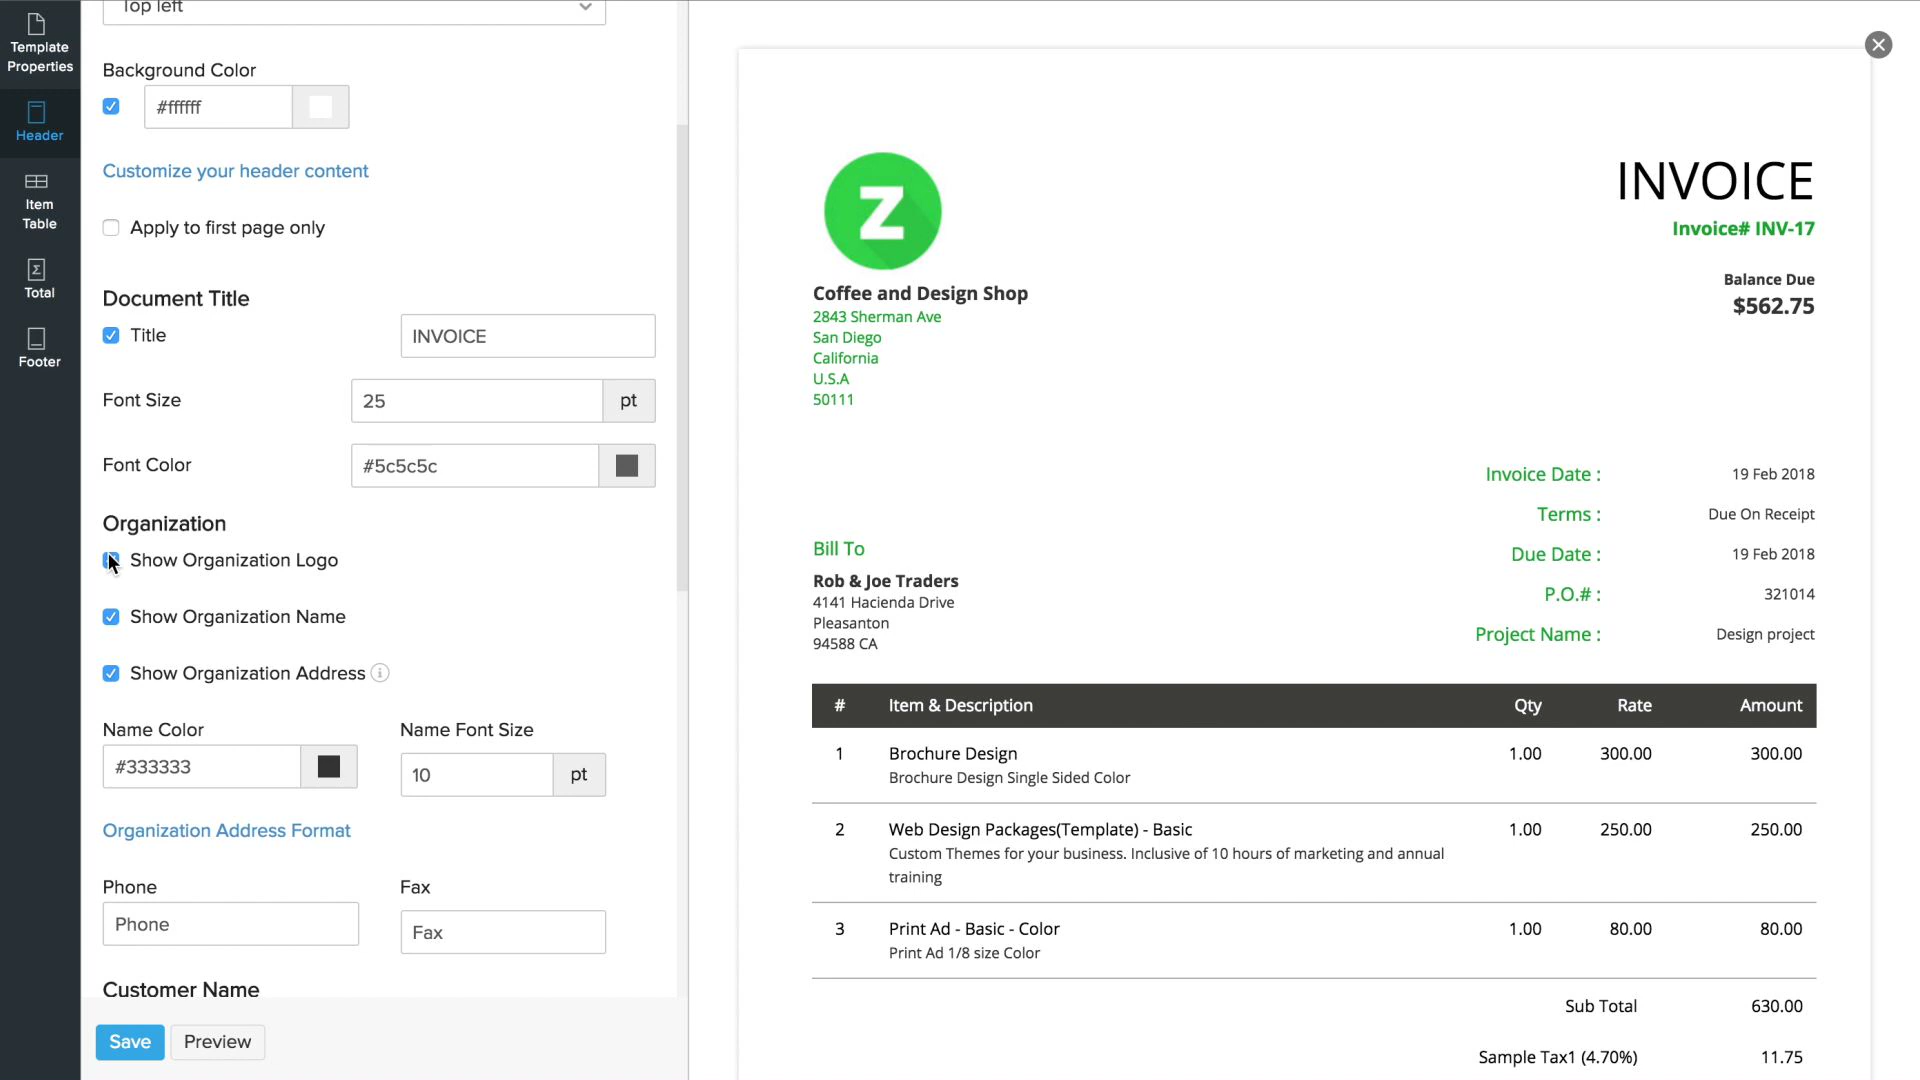 Template
Properties
Header
Item
Table
Total
Footer
Top left
Background Color
#ffffff
Customize your header content
Apply to first page only
Document Title
Title
INVOICE
Font Size
25
pt
Font Color
#5c5c5c
Organization
Show Organization Logo
Show Organization Name
Show Organization Address
Name Color
Name Font Size
#333333
10
pt
Organization Address Format
Phone
Fax
Phone
Fax
Customer Name
Save
Preview
Z
INVOICE
Invoice# INV-17
Balance Due
$562.75
Coffee and Design Shop
2843 Sherman Ave
San Diego
California
U.S.A
50111
Invoice Date : 19 Feb 2018
Terms : Due On Receipt
Due Date : 19 Feb 2018
P.O.# : 321014
Project Name : Design project
Bill To
Rob & Joe Traders
4141 Hacienda Drive
Pleasanton
94588 CA
# Item & Description Qty Rate Amount
1 Brochure Design 1.00 300.00 300.00
Brochure Design Single Sided Color
2 Web Design Packages(Template) - Basic 1.00 250.00 250.00
Custom Themes for your business. Inclusive of 10 hours of marketing and annual
training
3 Print Ad - Basic - Color 1.00 80.00 80.00
Print Ad 1/8 size Color
Sub Total 630.00
Sample Tax1 (4.70%) 11.75